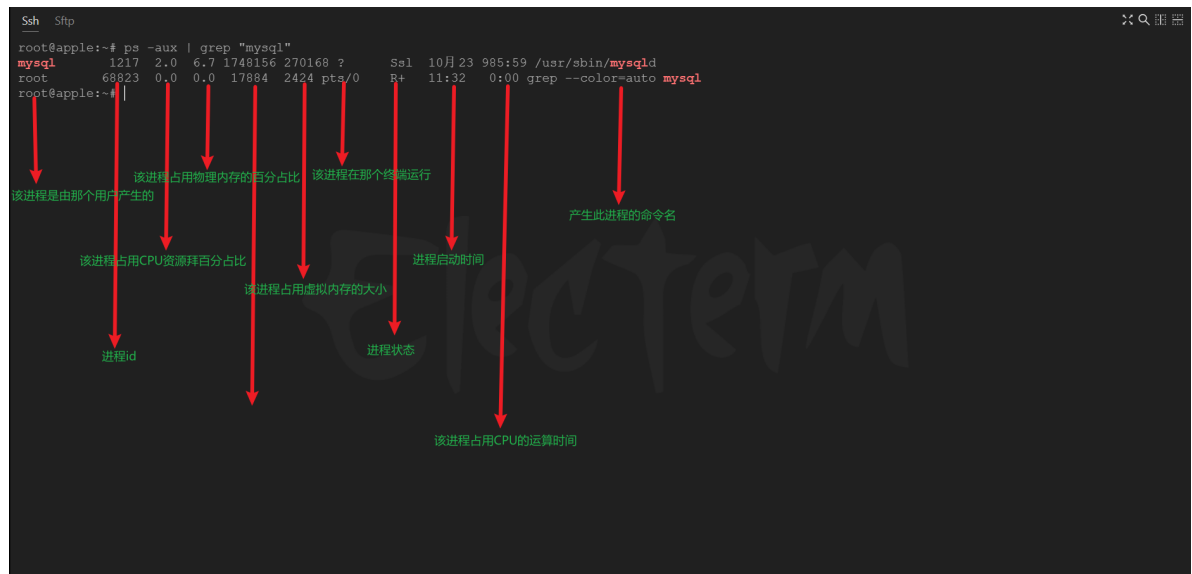 Ssh Sftp
root@apple:~# ps -aux | grep "mysql"
mysql 1217 2.0 6.7 1748156 270168 ? Ssl 10月23 985:59 /usr/sbin/mysqld
root 68823 0.0 0.0 17884 2424 pts/0 R+ 11:32 0:00 grep --color=auto mysql
root@apple:~#
该进程占用物理内存的百分占比 该进程在那个终端运行
该进程是由那个用户产生的
产生此进程的命令名
该进程占用CPU资源拜百分占比 进程启动时间
该进程占用虚拟内存的大小
进程id 进程状态
该进程占用CPU的运算时间
Electerm